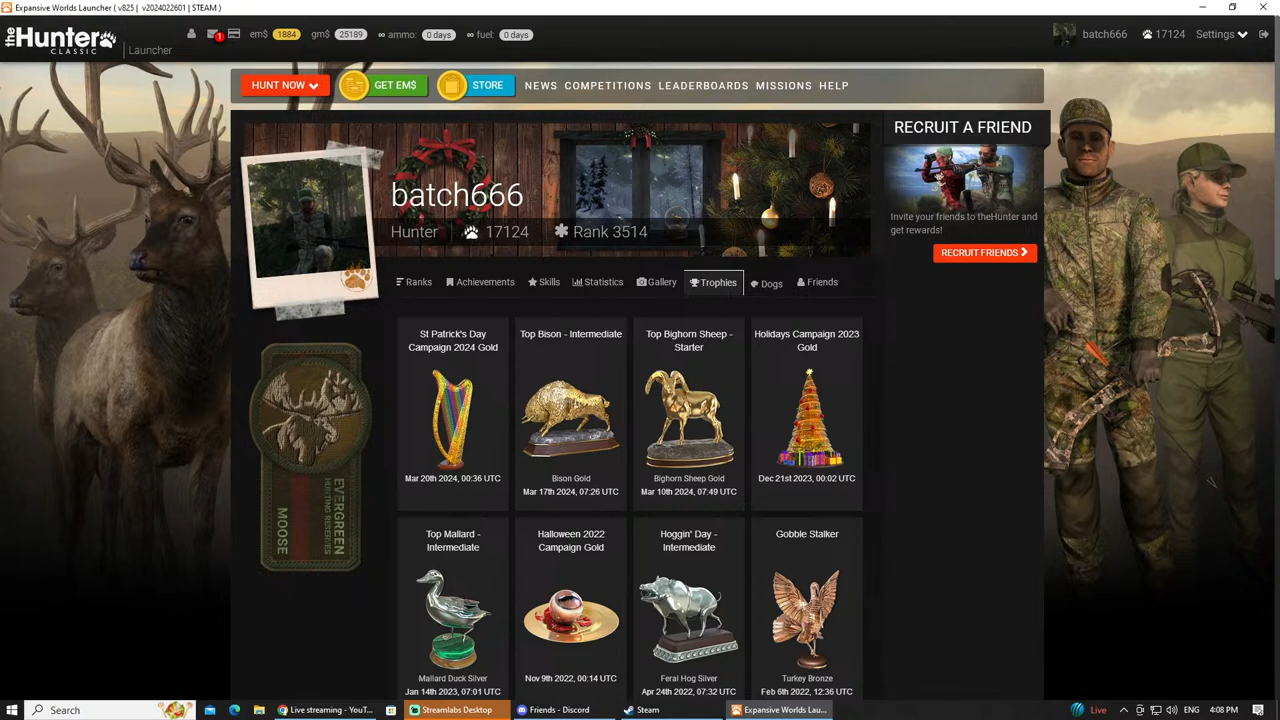 Expansive Worlds Launcher ( v825 | v2024022601 | STEAM )
theHunter CLASSIC Launcher
1 em$ 1884 gm$ 25189 ∞ ammo: 0 days ∞ fuel: 0 days
batch666 17124 Settings
HUNT NOW GET EM$ STORE NEWS COMPETITIONS LEADERBOARDS MISSIONS HELP
RECRUIT A FRIEND
Invite your friends to theHunter and
get rewards!
RECRUIT FRIENDS
batch666
Hunter 17124 Rank 3514
Ranks Achievements Skills Statistics Gallery Trophies Dogs Friends
EVERGREEN
HUNTING RESERVES
MOOSE
St Patrick's Day
Campaign 2024 Gold
Mar 20th 2024, 00:36 UTC
Top Bison - Intermediate
Bison Gold
Mar 17th 2024, 07:26 UTC
Top Bighorn Sheep -
Starter
Bighorn Sheep Gold
Mar 10th 2024, 07:49 UTC
Holidays Campaign 2023
Gold
Dec 21st 2023, 00:02 UTC
Top Mallard -
Intermediate
Mallard Duck Silver
Jan 14th 2023, 07:01 UTC
Halloween 2022
Campaign Gold
Nov 9th 2022, 00:14 UTC
Hoggin' Day -
Intermediate
Feral Hog Silver
Apr 24th 2022, 07:32 UTC
Gobble Stalker
Turkey Bronze
Feb 6th 2022, 12:36 UTC
Search Live streaming - YouT... Streamlabs Desktop Friends - Discord Steam Expansive Worlds Lau... Live ENG 4:08 PM